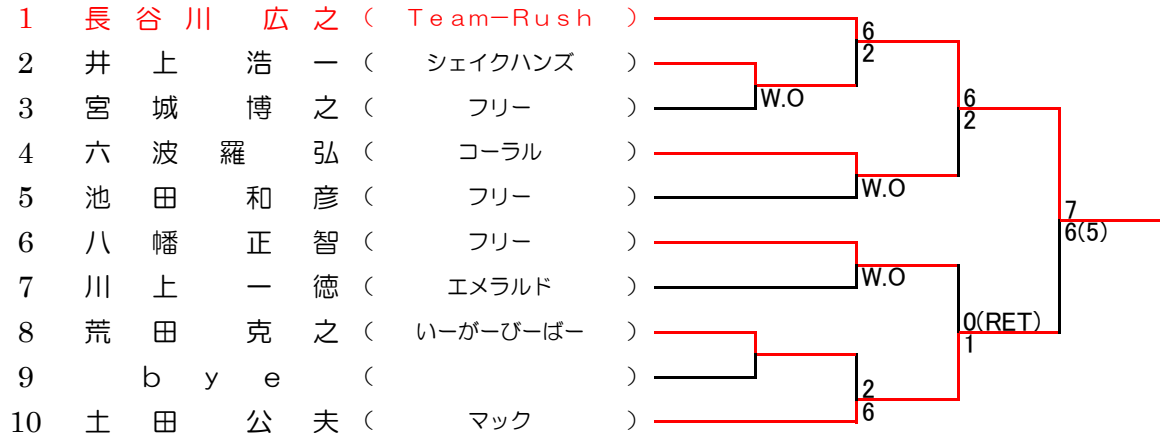 1 長谷川 広之 ( Team-Rush )
2 井上 浩一 ( シェイクハンズ )
3 宮城 博之 ( フリー )
4 六波羅 弘 ( コーラル )
5 池田 和彦 ( フリー )
6 八幡 正智 ( フリー )
7 川上 一徳 ( エメラルド )
8 荒田 克之 ( いーがーびーばー )
9 bye ( )
10 土田 公夫 ( マック )
6
2
W.O
W.O
W.O
2
6
6
2
0(RET)
1
7
6(5)